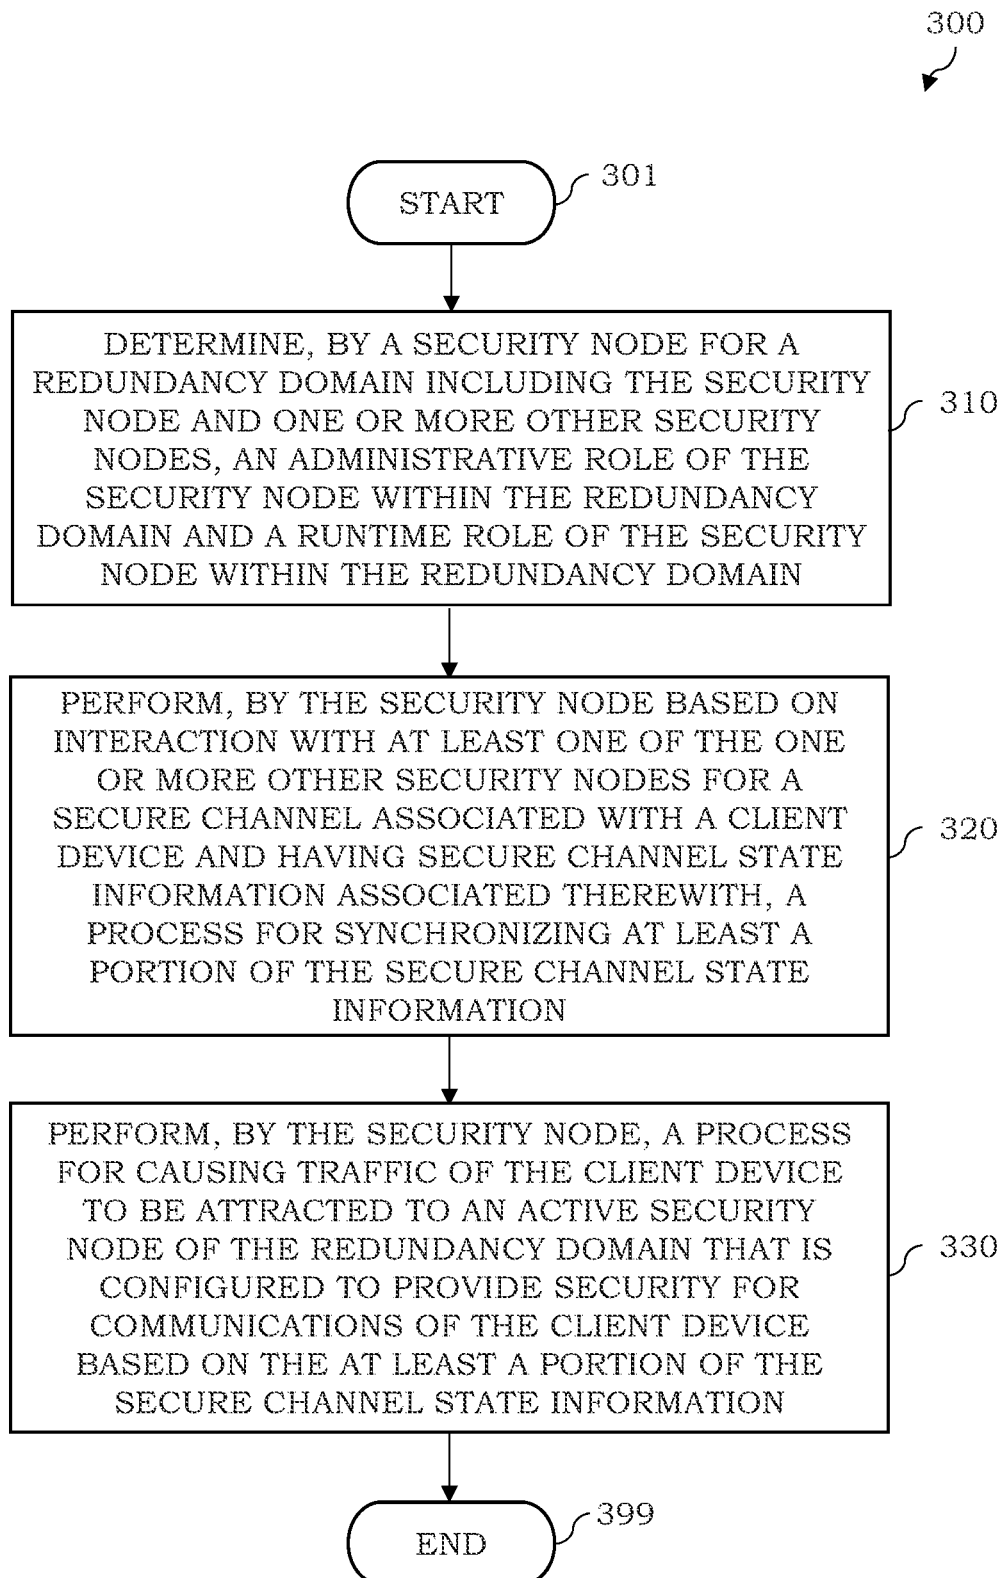 300
START
301
DETERMINE, BY A SECURITY NODE FOR A
REDUNDANCY DOMAIN INCLUDING THE SECURITY
NODE AND ONE OR MORE OTHER SECURITY
NODES, AN ADMINISTRATIVE ROLE OF THE
SECURITY NODE WITHIN THE REDUNDANCY
DOMAIN AND A RUNTIME ROLE OF THE SECURITY
NODE WITHIN THE REDUNDANCY DOMAIN
310
PERFORM, BY THE SECURITY NODE BASED ON
INTERACTION WITH AT LEAST ONE OF THE ONE
OR MORE OTHER SECURITY NODES FOR A
SECURE CHANNEL ASSOCIATED WITH A CLIENT
DEVICE AND HAVING SECURE CHANNEL STATE
INFORMATION ASSOCIATED THEREWITH, A
PROCESS FOR SYNCHRONIZING AT LEAST A
PORTION OF THE SECURE CHANNEL STATE
INFORMATION
320
PERFORM, BY THE SECURITY NODE, A PROCESS
FOR CAUSING TRAFFIC OF THE CLIENT DEVICE
TO BE ATTRACTED TO AN ACTIVE SECURITY
NODE OF THE REDUNDANCY DOMAIN THAT IS
CONFIGURED TO PROVIDE SECURITY FOR
COMMUNICATIONS OF THE CLIENT DEVICE
BASED ON THE AT LEAST A PORTION OF THE
SECURE CHANNEL STATE INFORMATION
330
END
399